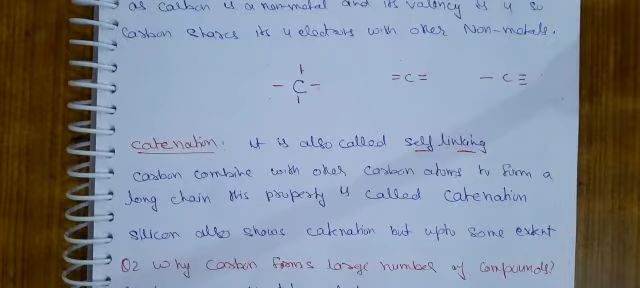 as carbon is a non-metal and its valency is 4 so
Carbon shares its 4 electrons with other Non-metals.
- C - =C= - C ≡
Catenation: It is also called self linking
Carbon combine with other Carbon atoms to form a
long chain this property is called Catenation
silicon also shows catenation but upto some extent
Q2 Why Carbon forms large number of compounds?